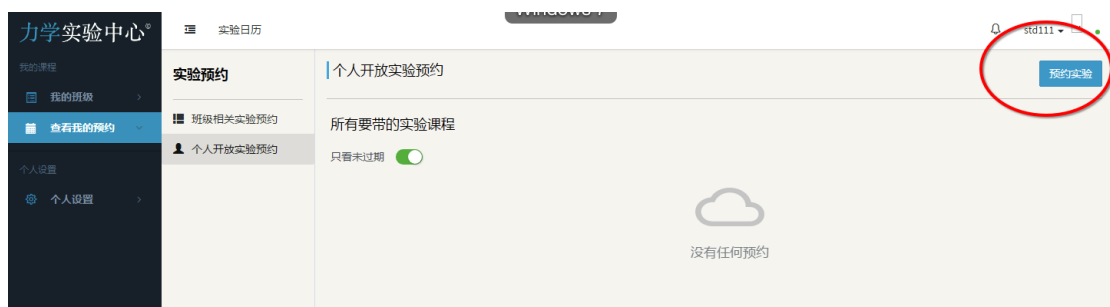 力学实验中心®
实验日历
std111
我的课程
我的班级
查看我的预约
个人设置
个人设置
实验预约
班级相关实验预约
个人开放实验预约
个人开放实验预约
预约实验
所有要带的实验课程
只看未过期
没有任何预约